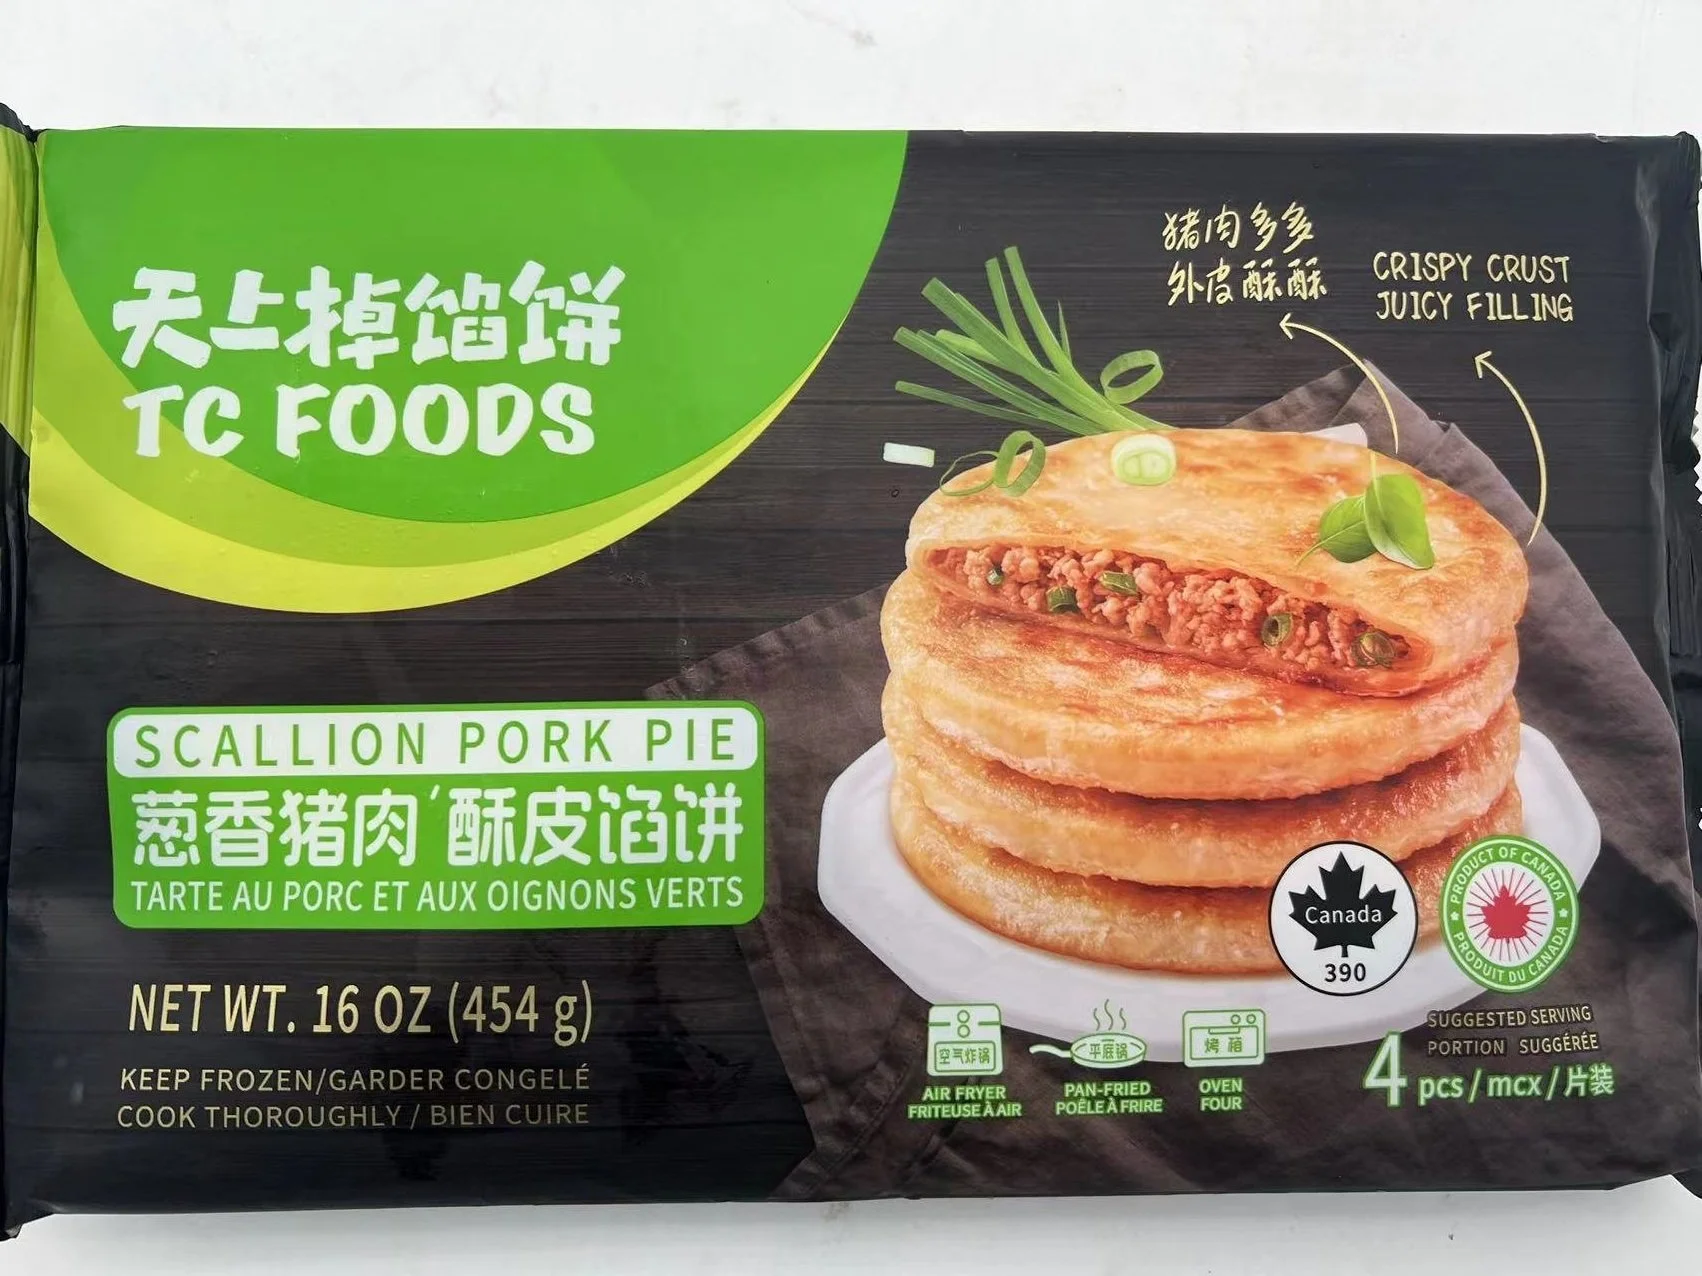 天上掉馅饼
TC FOODS
猪肉多多
外皮酥酥
CRISPY CRUST
JUICY FILLING
SCALLION PORK PIE
葱香猪肉'酥皮馅饼
TARTE AU PORC ET AUX OIGNONS VERTS
NET WT. 16 OZ (454 g)
KEEP FROZEN/GARDER CONGELÉ
COOK THOROUGHLY / BIEN CUIRE
空气炸锅
AIR FRYER
FRITEUSE À AIR
平底锅
PAN-FRIED
POÊLE À FRIRE
烤箱
OVEN
FOUR
Canada
390
PRODUCT OF CANADA
PRODUIT DU CANADA
SUGGESTED SERVING
PORTION SUGGÉRÉE
4 pcs / mcx / 片装